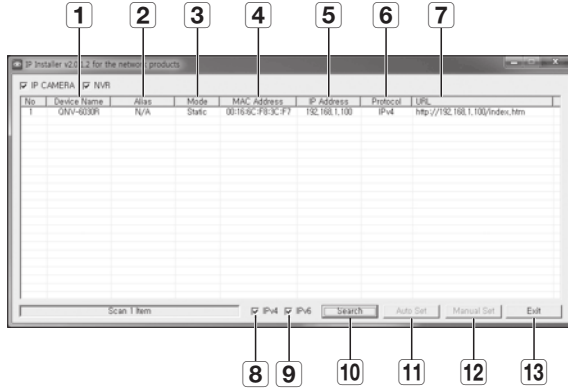 1 2 3 4 5 6 7
IP Installer v2.0.1.2 for the network products
IP CAMERA NVR
No Device Name Alias Mode MAC Address IP Address Protocol URL
1 QNV-6030R N/A Static 00:16:6C:FB:3C:F7 192,168,1,100 IPv4 http://192,168,1,100/index,htm
Scan 1 Item IPv4 IPv6 Search Auto Set Manual Set Exit
8 9 10 11 12 13